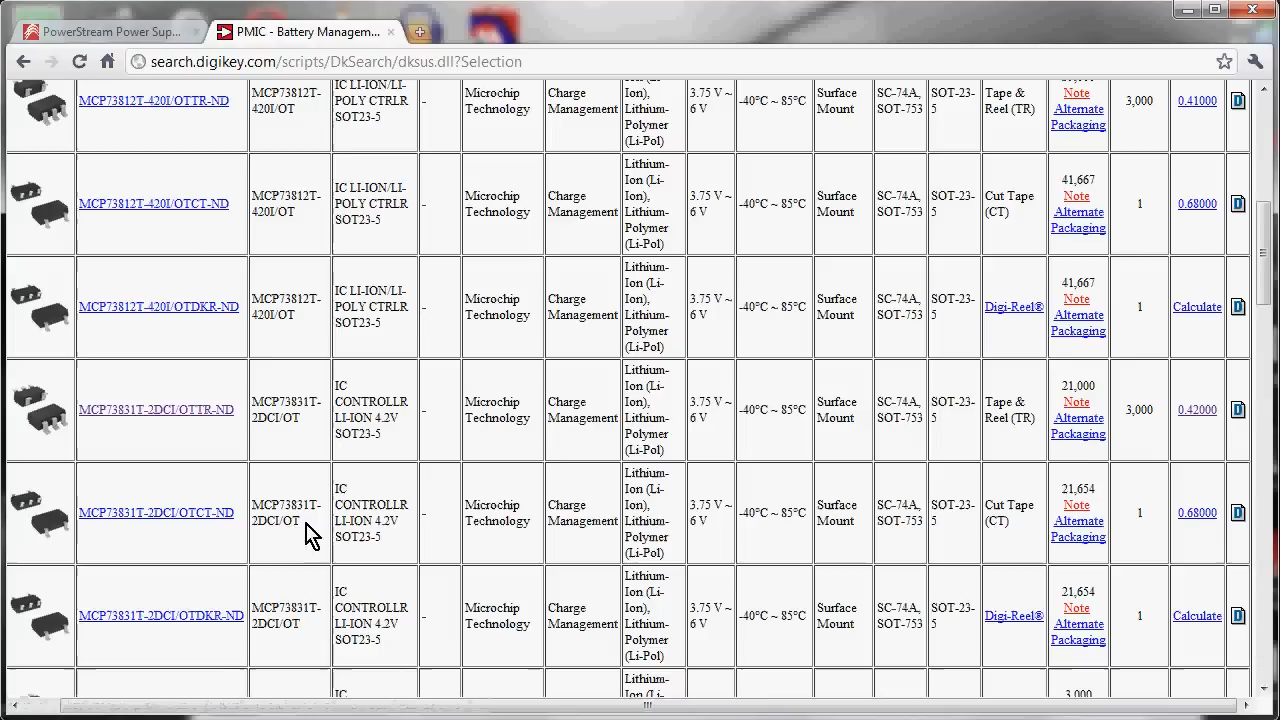 PowerStream Power Sup...
PMIC - Battery Managem...
search.digikey.com/scripts/DkSearch/dksus.dll?Selection
MCP73812T-420I/OTTR-ND
MCP73812T-
420I/OT
IC LI-ION/LI-
POLY CTRLR
SOT23-5
-
Microchip
Technology
Charge
Management
Ion),
Lithium-
Polymer
(Li-Pol)
3.75 V ~
6 V
-40°C ~ 85°C
Surface
Mount
SC-74A,
SOT-753
SOT-23-
5
Tape &
Reel (TR)
Note
Alternate
Packaging
3,000
0.41000
MCP73812T-420I/OTCT-ND
MCP73812T-
420I/OT
IC LI-ION/LI-
POLY CTRLR
SOT23-5
-
Microchip
Technology
Charge
Management
Lithium-
Ion (Li-
Ion),
Lithium-
Polymer
(Li-Pol)
3.75 V ~
6 V
-40°C ~ 85°C
Surface
Mount
SC-74A,
SOT-753
SOT-23-
5
Cut Tape
(CT)
41,667
Note
Alternate
Packaging
1
0.68000
MCP73812T-420I/OTDKR-ND
MCP73812T-
420I/OT
IC LI-ION/LI-
POLY CTRLR
SOT23-5
-
Microchip
Technology
Charge
Management
Lithium-
Ion (Li-
Ion),
Lithium-
Polymer
(Li-Pol)
3.75 V ~
6 V
-40°C ~ 85°C
Surface
Mount
SC-74A,
SOT-753
SOT-23-
5
Digi-Reel®
41,667
Note
Alternate
Packaging
1
Calculate
MCP73831T-2DCI/OTTR-ND
MCP73831T-
2DCI/OT
IC
CONTROLLR
LI-ION 4.2V
SOT23-5
-
Microchip
Technology
Charge
Management
Lithium-
Ion (Li-
Ion),
Lithium-
Polymer
(Li-Pol)
3.75 V ~
6 V
-40°C ~ 85°C
Surface
Mount
SC-74A,
SOT-753
SOT-23-
5
Tape &
Reel (TR)
21,000
Note
Alternate
Packaging
3,000
0.42000
MCP73831T-2DCI/OTCT-ND
MCP73831T-
2DCI/OT
IC
CONTROLLR
LI-ION 4.2V
SOT23-5
-
Microchip
Technology
Charge
Management
Lithium-
Ion (Li-
Ion),
Lithium-
Polymer
(Li-Pol)
3.75 V ~
6 V
-40°C ~ 85°C
Surface
Mount
SC-74A,
SOT-753
SOT-23-
5
Cut Tape
(CT)
21,654
Note
Alternate
Packaging
1
0.68000
MCP73831T-2DCI/OTDKR-ND
MCP73831T-
2DCI/OT
IC
CONTROLLR
LI-ION 4.2V
SOT23-5
-
Microchip
Technology
Charge
Management
Lithium-
Ion (Li-
Ion),
Lithium-
Polymer
(Li-Pol)
3.75 V ~
6 V
-40°C ~ 85°C
Surface
Mount
SC-74A,
SOT-753
SOT-23-
5
Digi-Reel®
21,654
Note
Alternate
Packaging
1
Calculate
IC
Lithium-
Ion (Li-
3,000